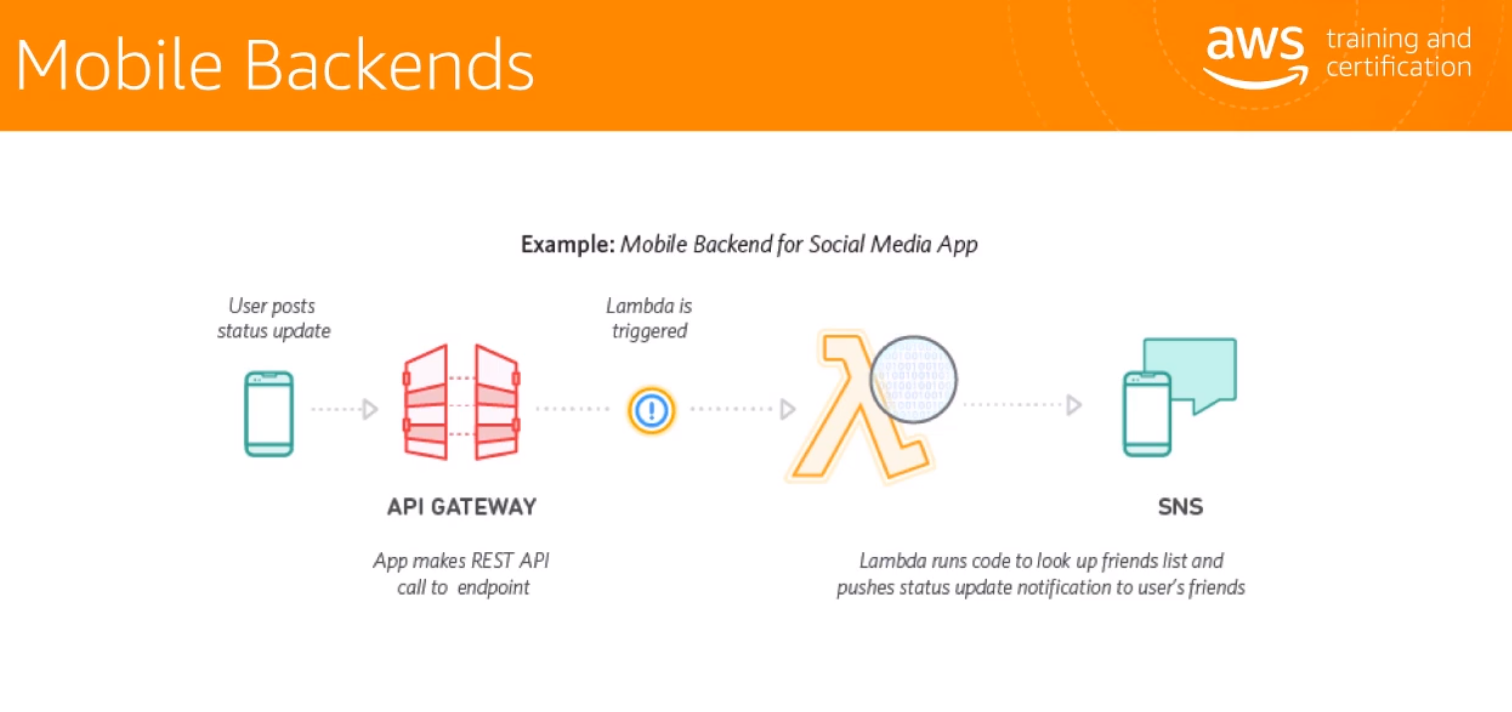 Mobile Backends
aws training and
certification
Example: Mobile Backend for Social Media App
User posts
status update
Lambda is
triggered
API GATEWAY
SNS
App makes REST API
call to endpoint
Lambda runs code to look up friends list and
pushes status update notification to user's friends